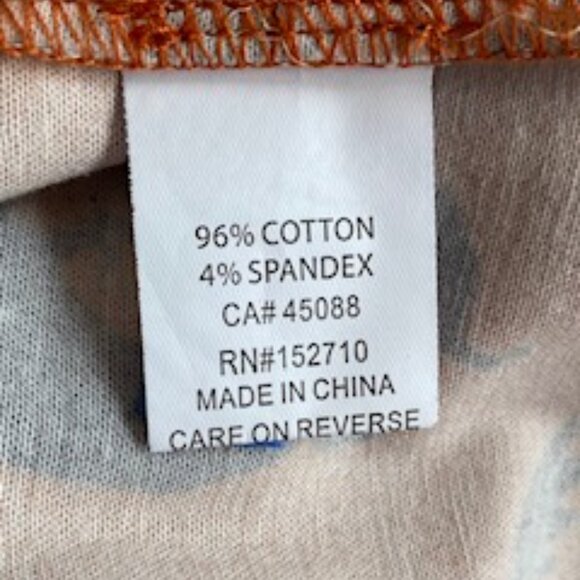 96% COTTON
4% SPANDEX
CA# 45088
RN#152710
MADE IN CHINA
CARE ON REVERSE